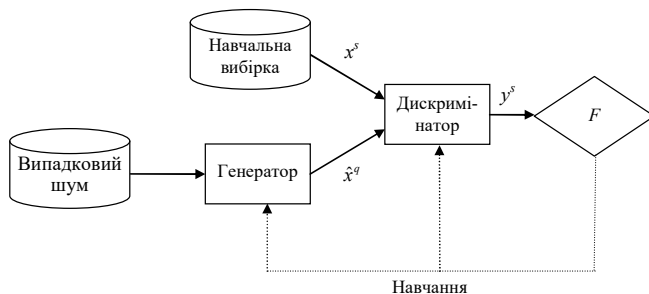 Навчальна
вибірка
x^s
Дискримі-
натор
y^s
F
Випадковий
шум
Генератор
x̂^q
Навчання